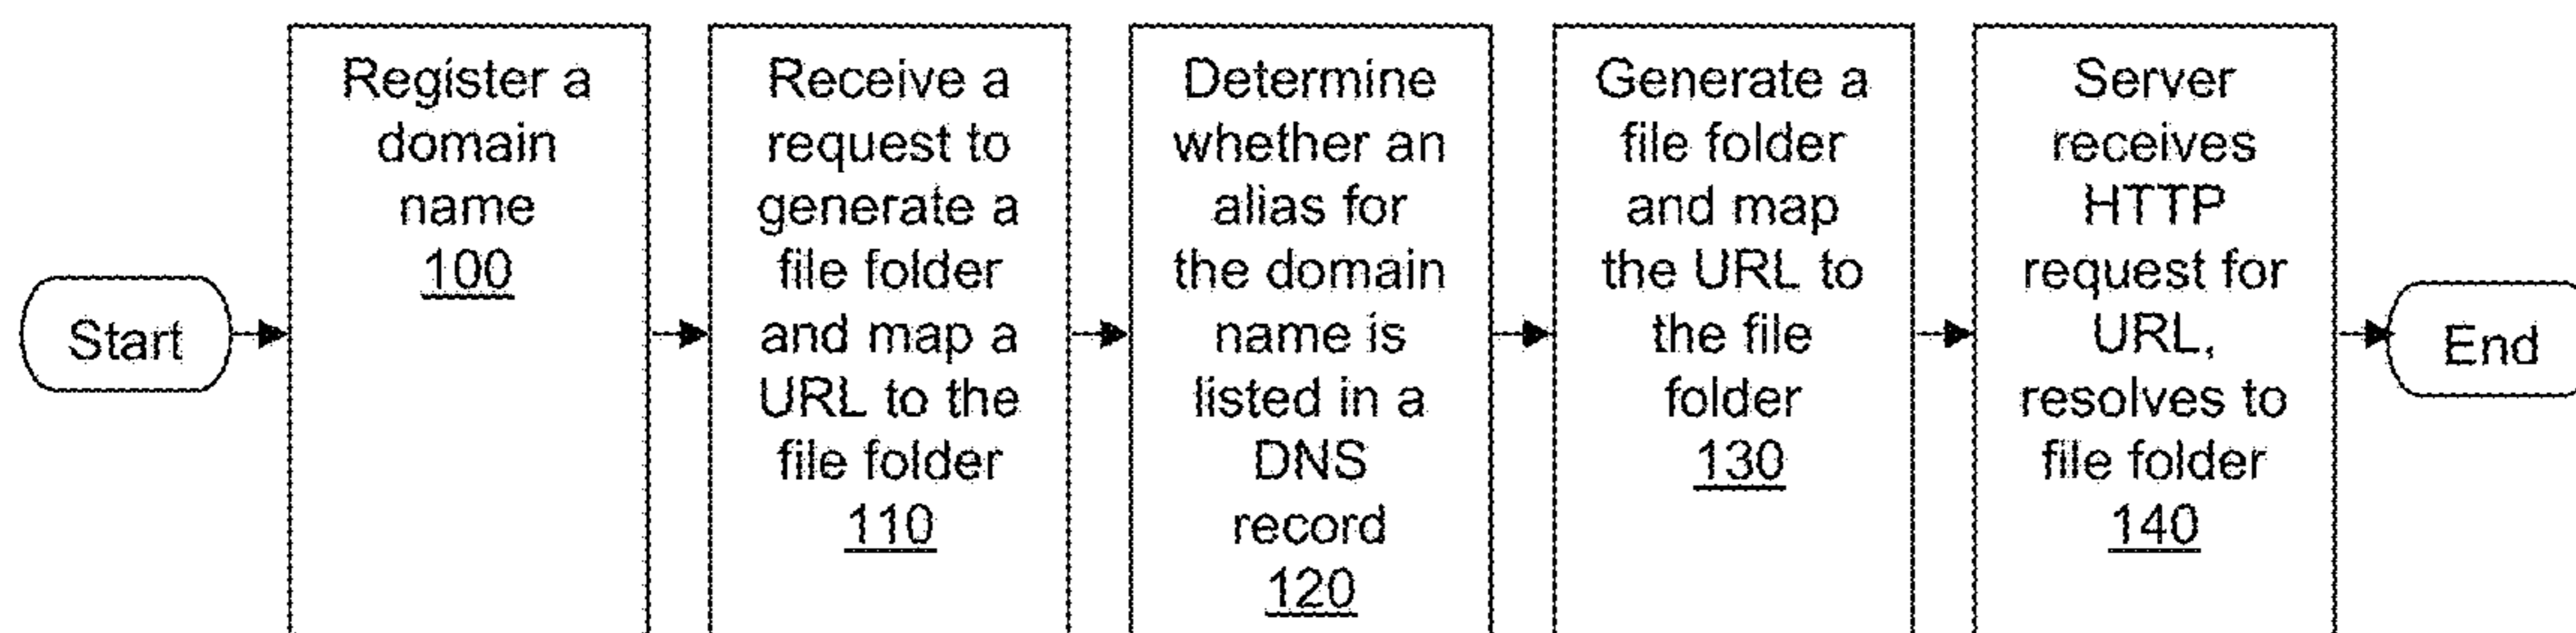 Start
Register a
domain
name
100
Receive a
request to
generate a
file folder
and map a
URL to the
file folder
110
Determine
whether an
alias for
the domain
name is
listed in a
DNS
record
120
Generate a
file folder
and map
the URL to
the file
folder
130
Server
receives
HTTP
request for
URL,
resolves to
file folder
140
End